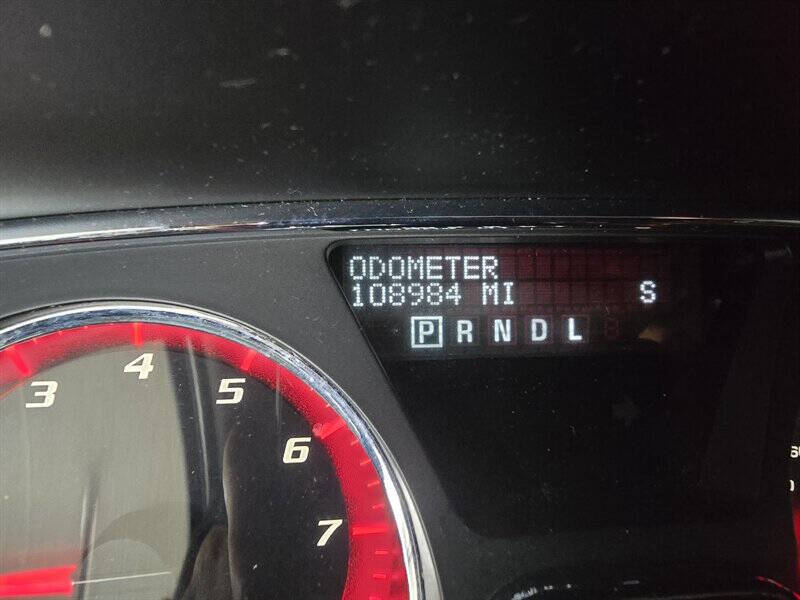 ODOMETER
108984 MI S
P R N D L
3 4 5 6 7